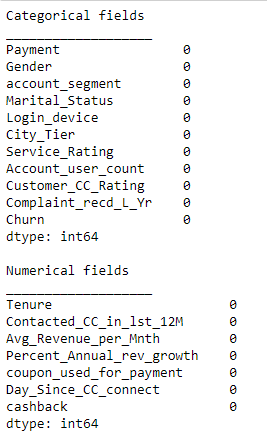 Categorical fields
___________________
Payment 0
Gender 0
account_segment 0
Marital_Status 0
Login_device 0
City_Tier 0
Service_Rating 0
Account_user_count 0
Customer_CC_Rating 0
Complaint_recd_L_Yr 0
Churn 0
dtype: int64

Numerical fields
___________________
Tenure 0
Contacted_CC_in_lst_12M 0
Avg_Revenue_per_Mnth 0
Percent_Annual_rev_growth 0
coupon_used_for_payment 0
Day_Since_CC_connect 0
cashback 0
dtype: int64